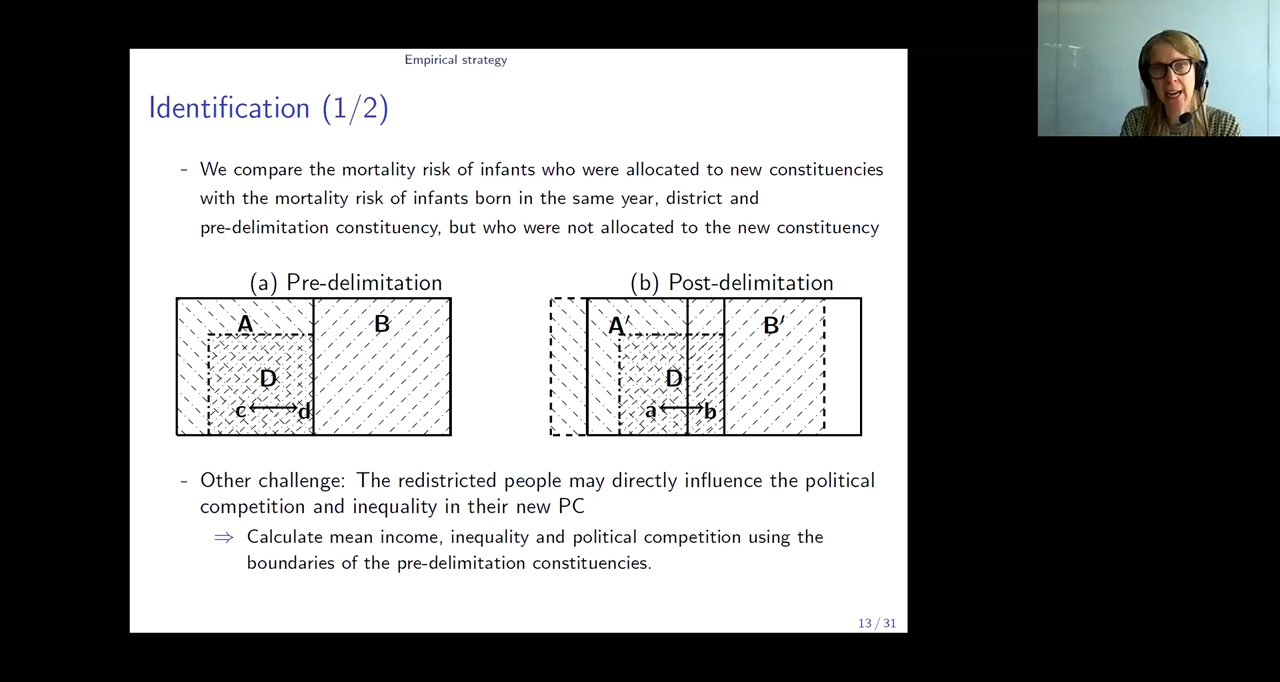 Empirical strategy
Identification (1/2)
- We compare the mortality risk of infants who were allocated to new constituencies
with the mortality risk of infants born in the same year, district and
pre-delimitation constituency, but who were not allocated to the new constituency
(a) Pre-delimitation
A
B
D
c
d
(b) Post-delimitation
A′
B′
D
a
b
- Other challenge: The redistricted people may directly influence the political
competition and inequality in their new PC
⇒ Calculate mean income, inequality and political competition using the
boundaries of the pre-delimitation constituencies.
13 / 31